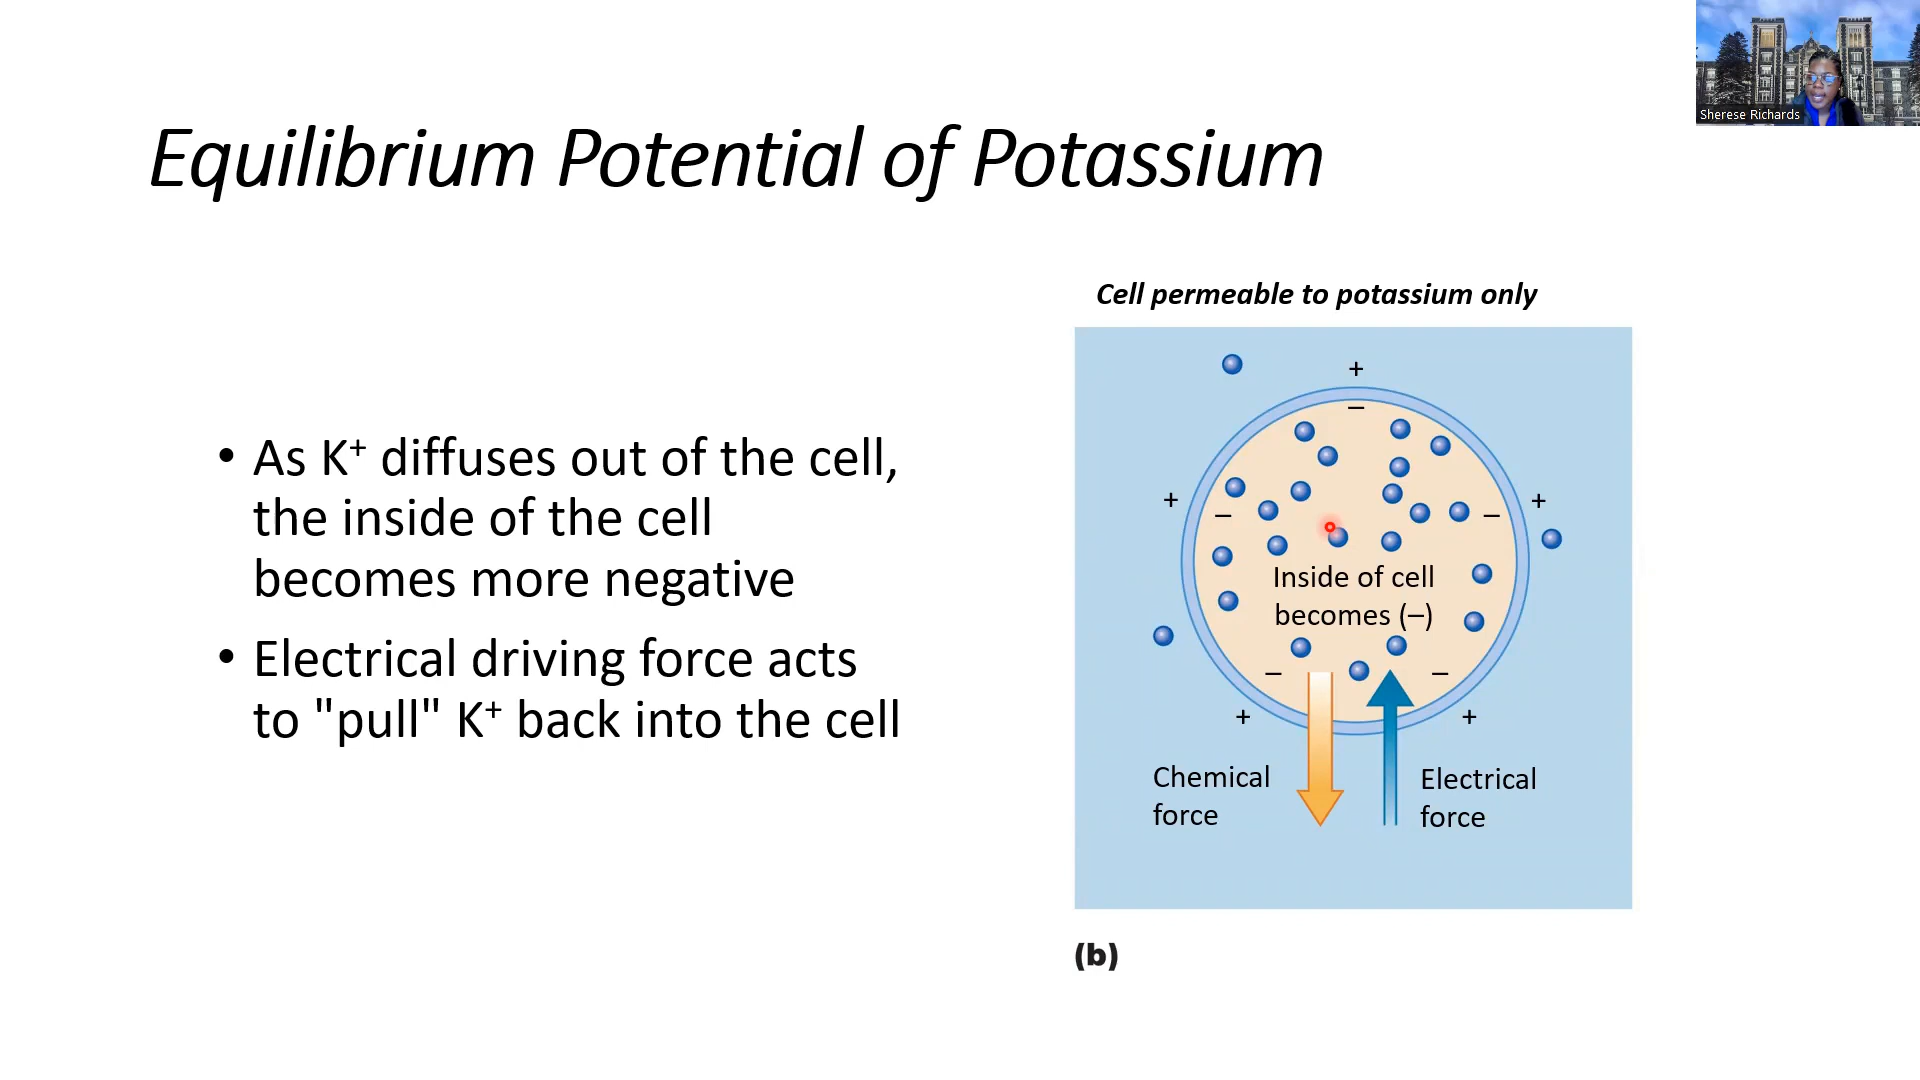 Sherese Richards
Equilibrium Potential of Potassium
• As K⁺ diffuses out of the cell,
the inside of the cell
becomes more negative
• Electrical driving force acts
to "pull" K⁺ back into the cell
Cell permeable to potassium only
+
–
+
–
–
+
Inside of cell
becomes (–)
–
–
+
+
Chemical
force
Electrical
force
(b)